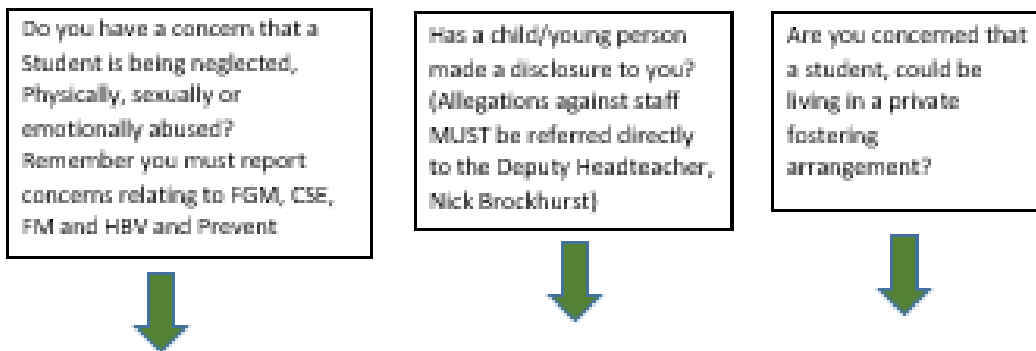 Do you have a concern that a
Student is being neglected,
Physically, sexually or
emotionally abused?
Remember you must report
concerns relating to FGM, CSE,
FM and HBV and Prevent
Has a child/young person
made a disclosure to you?
(Allegations against staff
MUST be referred directly
to the Deputy Headteacher,
Nick Brockhurst)
Are you concerned that
a student, could be
living in a private
fostering
arrangement?